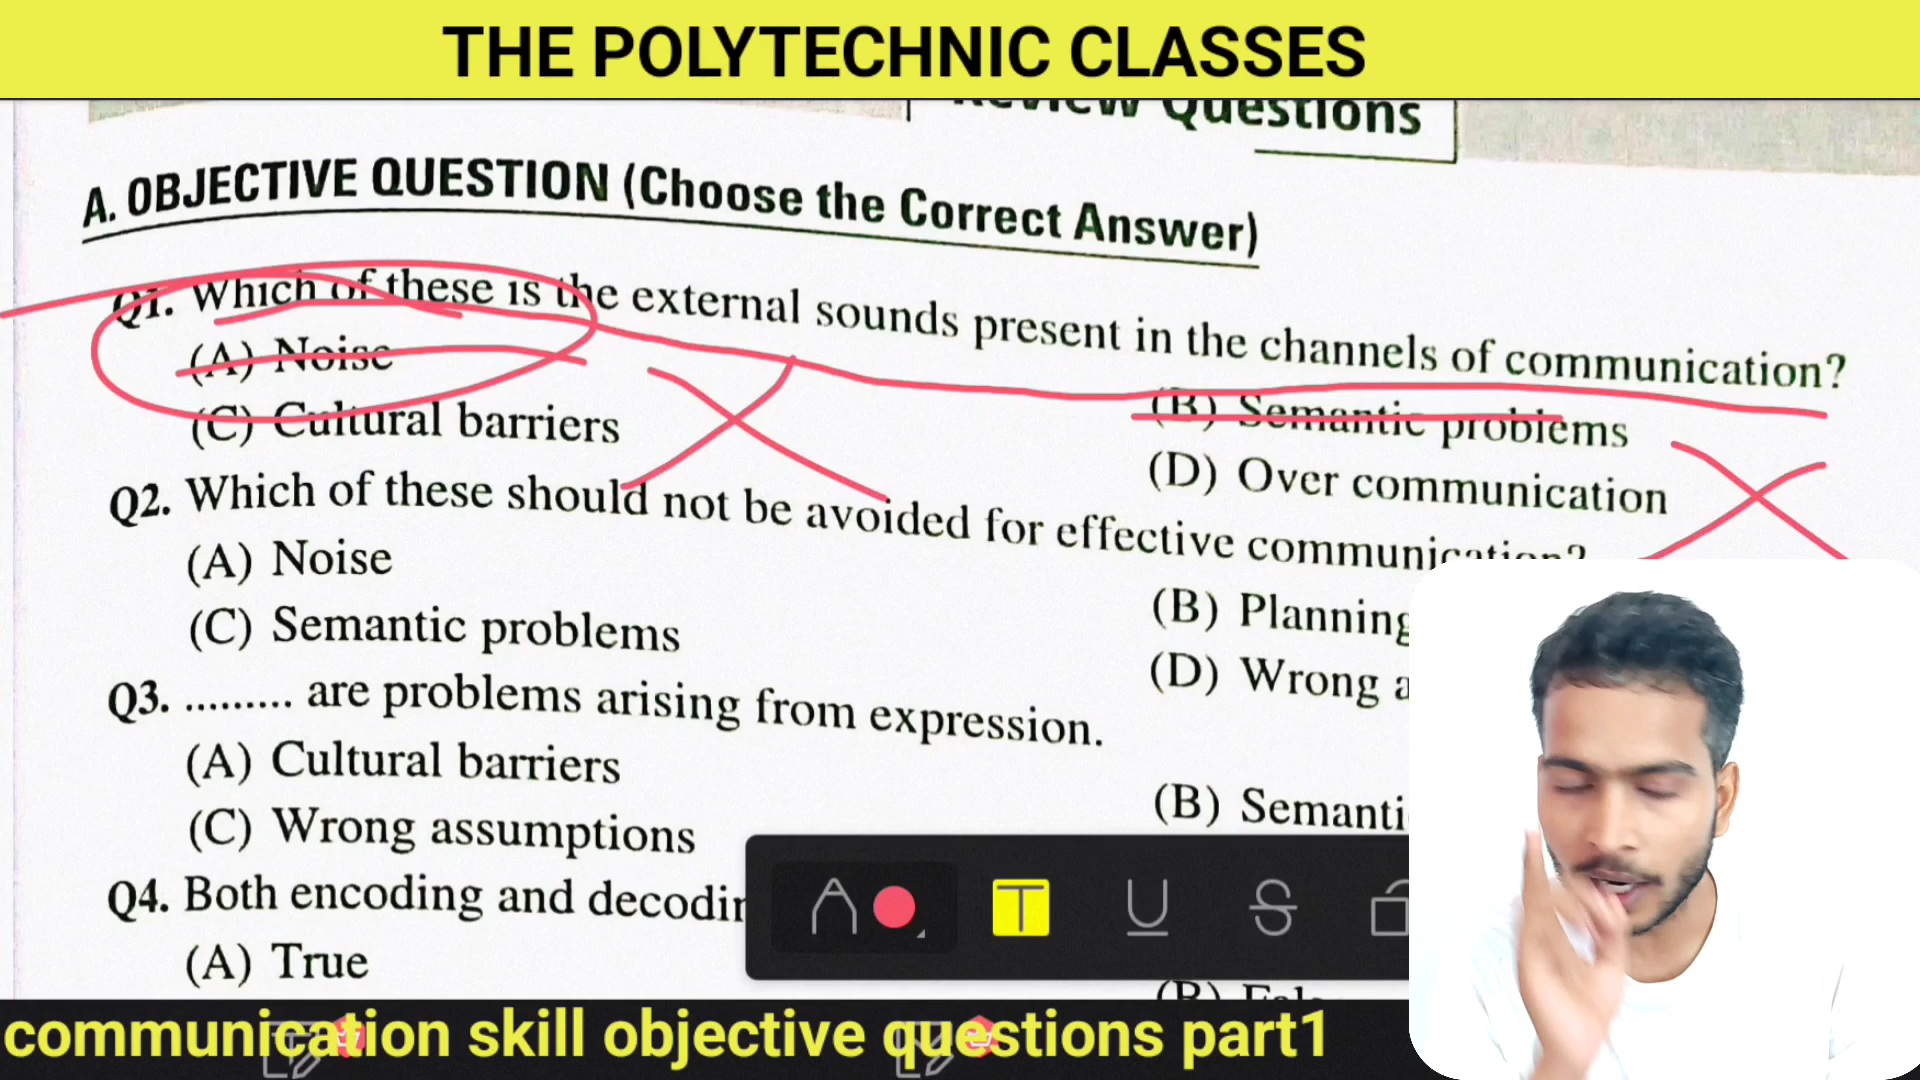 THE POLYTECHNIC CLASSES
Review Questions
A. OBJECTIVE QUESTION (Choose the Correct Answer)
Q1. Which of these is the external sounds present in the channels of communication?
(A) Noise
(B) Semantic problems
(C) Cultural barriers
(D) Over communication
Q2. Which of these should not be avoided for effective communication?
(A) Noise
(B) Planning
(C) Semantic problems
(D) Wrong a
Q3. ......... are problems arising from expression.
(A) Cultural barriers
(B) Semanti
(C) Wrong assumptions
Q4. Both encoding and decodin
(A) True
(B) Fal
communication skill objective questions part1